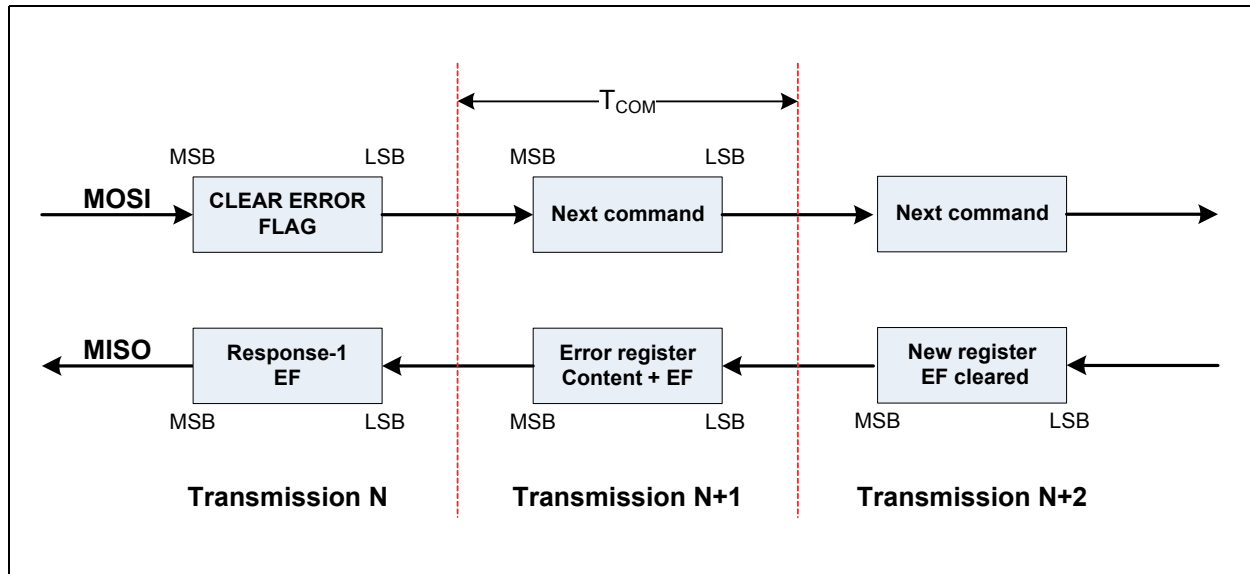 T_COM
MSB LSB MSB LSB
MOSI
CLEAR ERROR
FLAG
Next command
Next command
MISO
Response-1
EF
Error register
Content + EF
New register
EF cleared
MSB LSB MSB LSB MSB LSB
Transmission N Transmission N+1 Transmission N+2